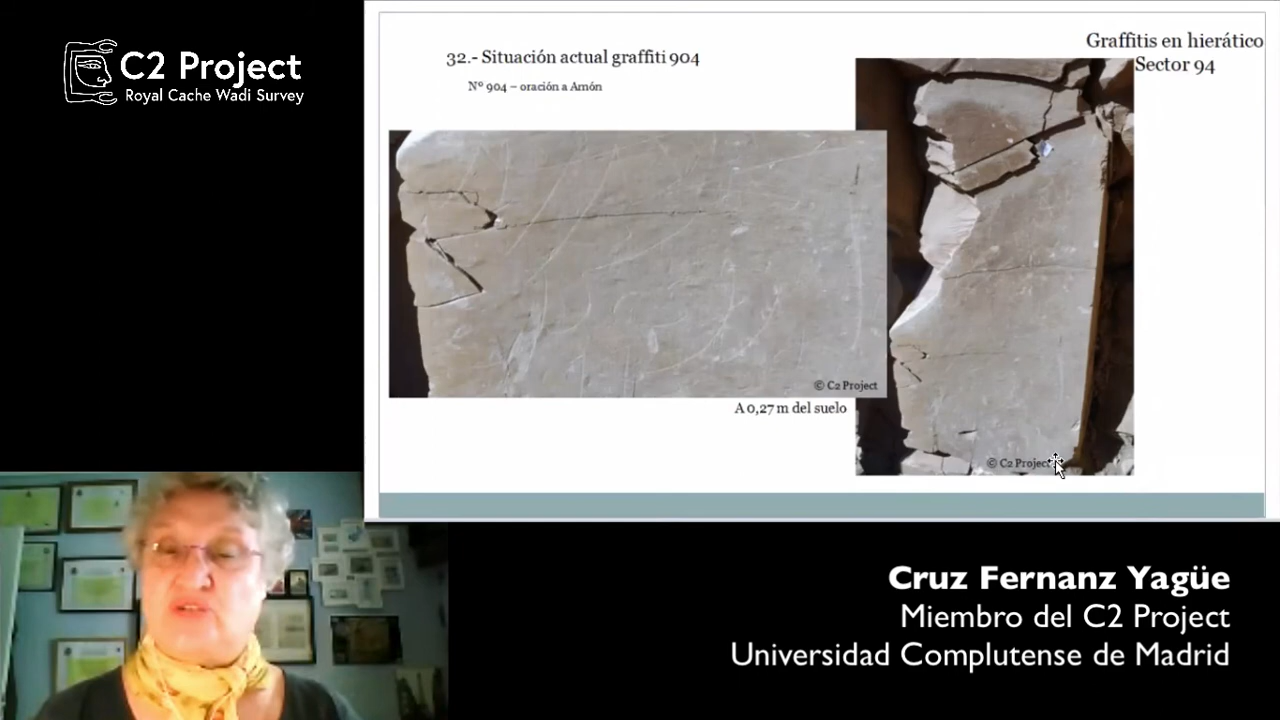 C2 Project
Royal Cache Wadi Survey
32.- Situación actual graffiti 904
Nº 904 – oración a Amón
Graffitis en hierático
Sector 94
© C2 Project
A 0,27 m del suelo
© C2 Project
Cruz Fernanz Yagüe
Miembro del C2 Project
Universidad Complutense de Madrid